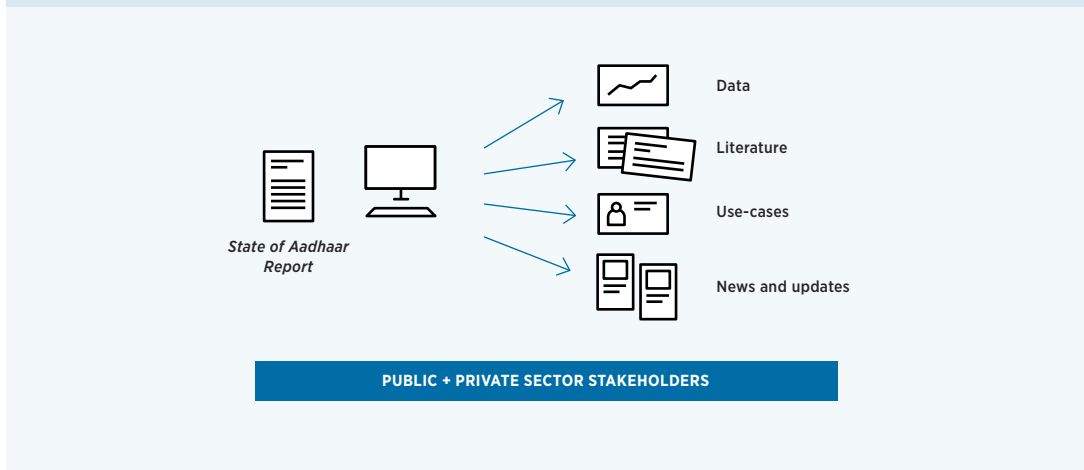 Data
Literature
Use-cases
State of Aadhaar
Report
News and updates
PUBLIC + PRIVATE SECTOR STAKEHOLDERS